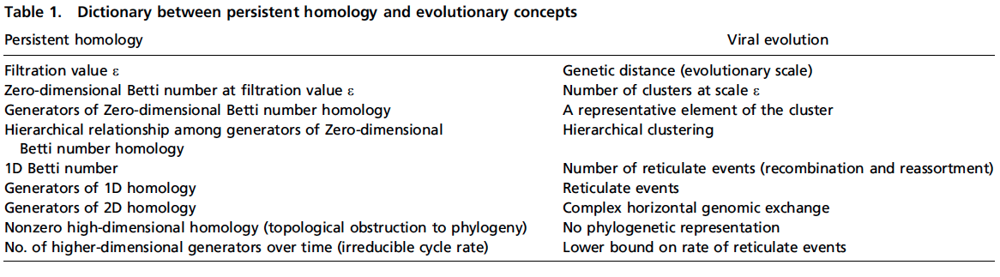 Table 1. Dictionary between persistent homology and evolutionary concepts
Persistent homology Viral evolution
Filtration value ε Genetic distance (evolutionary scale)
Zero-dimensional Betti number at filtration value ε Number of clusters at scale ε
Generators of Zero-dimensional Betti number homology A representative element of the cluster
Hierarchical relationship among generators of Zero-dimensional Hierarchical clustering
Betti number homology
1D Betti number Number of reticulate events (recombination and reassortment)
Generators of 1D homology Reticulate events
Generators of 2D homology Complex horizontal genomic exchange
Nonzero high-dimensional homology (topological obstruction to phylogeny) No phylogenetic representation
No. of higher-dimensional generators over time (irreducible cycle rate) Lower bound on rate of reticulate events